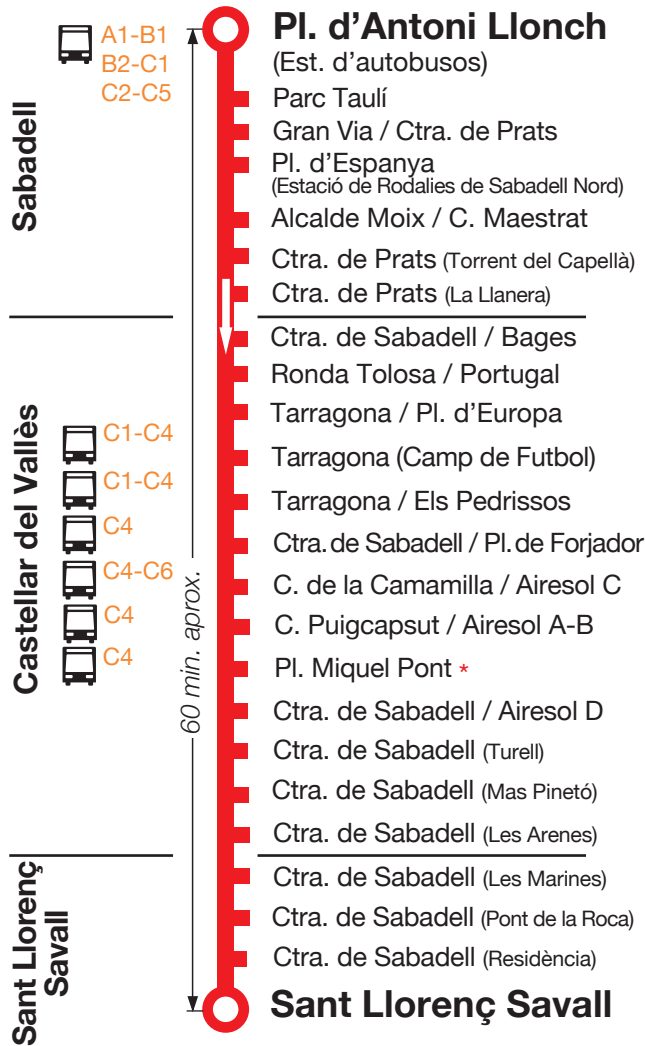 A1-B1
B2-C1
C2-C5
Pl. d’Antoni Llonch
(Est. d’autobusos)
Sabadell
Parc Taulí
Gran Via / Ctra. de Prats
Pl. d’Espanya
(Estació de Rodalies de Sabadell Nord)
Alcalde Moix / C. Maestrat
Ctra. de Prats (Torrent del Capellà)
Ctra. de Prats (La Llanera)
Castellar del Vallès
Ctra. de Sabadell / Bages
Ronda Tolosa / Portugal
Tarragona / Pl. d’Europa
C1-C4
Tarragona (Camp de Futbol)
C1-C4
Tarragona / Els Pedrissos
C4
Ctra. de Sabadell / Pl. de Forjador
C4-C6
C. de la Camamilla / Airesol C
C4
C. Puigcapsut / Airesol A-B
C4
Pl. Miquel Pont *
60 min. aprox.
Ctra. de Sabadell / Airesol D
Ctra. de Sabadell (Turell)
Ctra. de Sabadell (Mas Pinetó)
Ctra. de Sabadell (Les Arenes)
Sant Llorenç
Savall
Ctra. de Sabadell (Les Marines)
Ctra. de Sabadell (Pont de la Roca)
Ctra. de Sabadell (Residència)
Sant Llorenç Savall